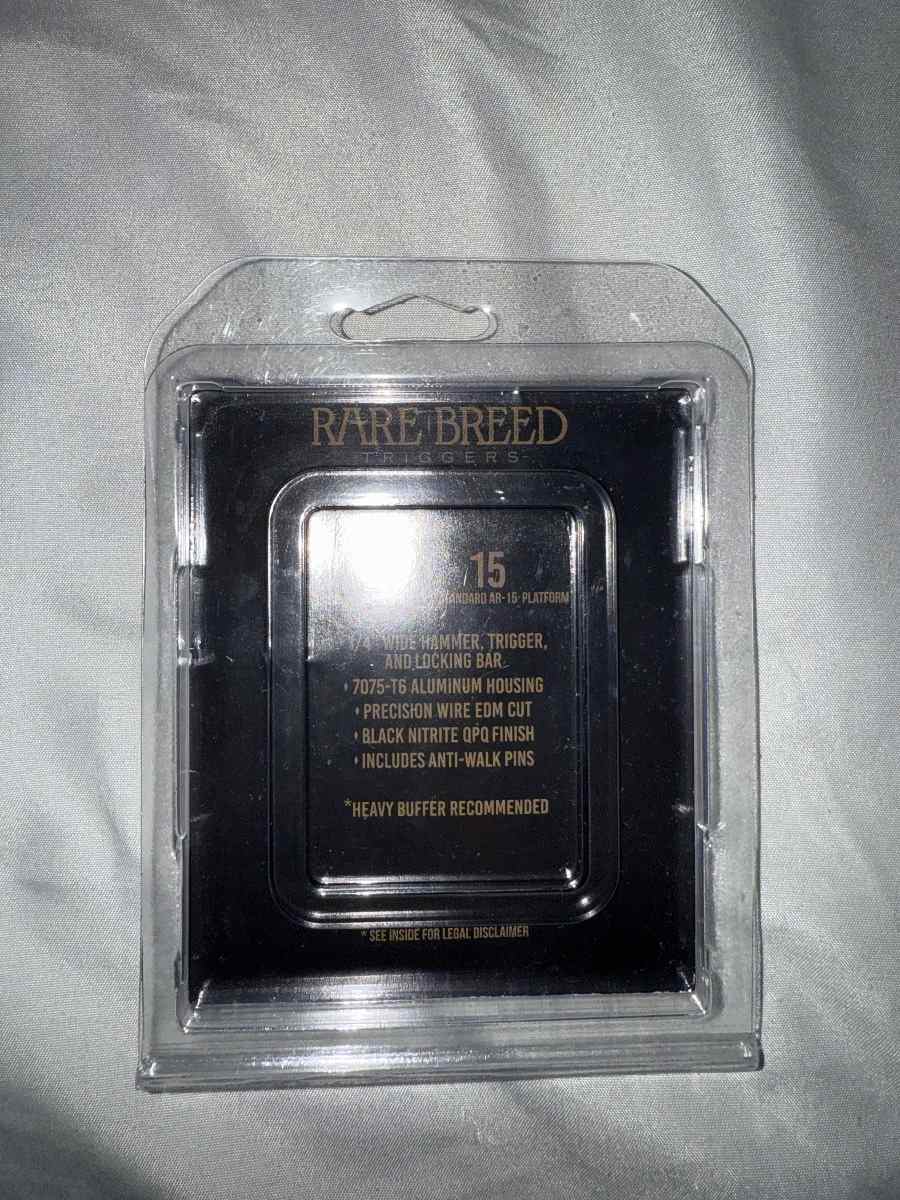 RARE BREED
TRIGGERS
15
STANDARD AR-15 PLATFORM
1/4" WIDE HAMMER, TRIGGER,
AND LOCKING BAR
• 7075-T6 ALUMINUM HOUSING
• PRECISION WIRE EDM CUT
• BLACK NITRITE QPQ FINISH
• INCLUDES ANTI-WALK PINS
*HEAVY BUFFER RECOMMENDED
* SEE INSIDE FOR LEGAL DISCLAIMER